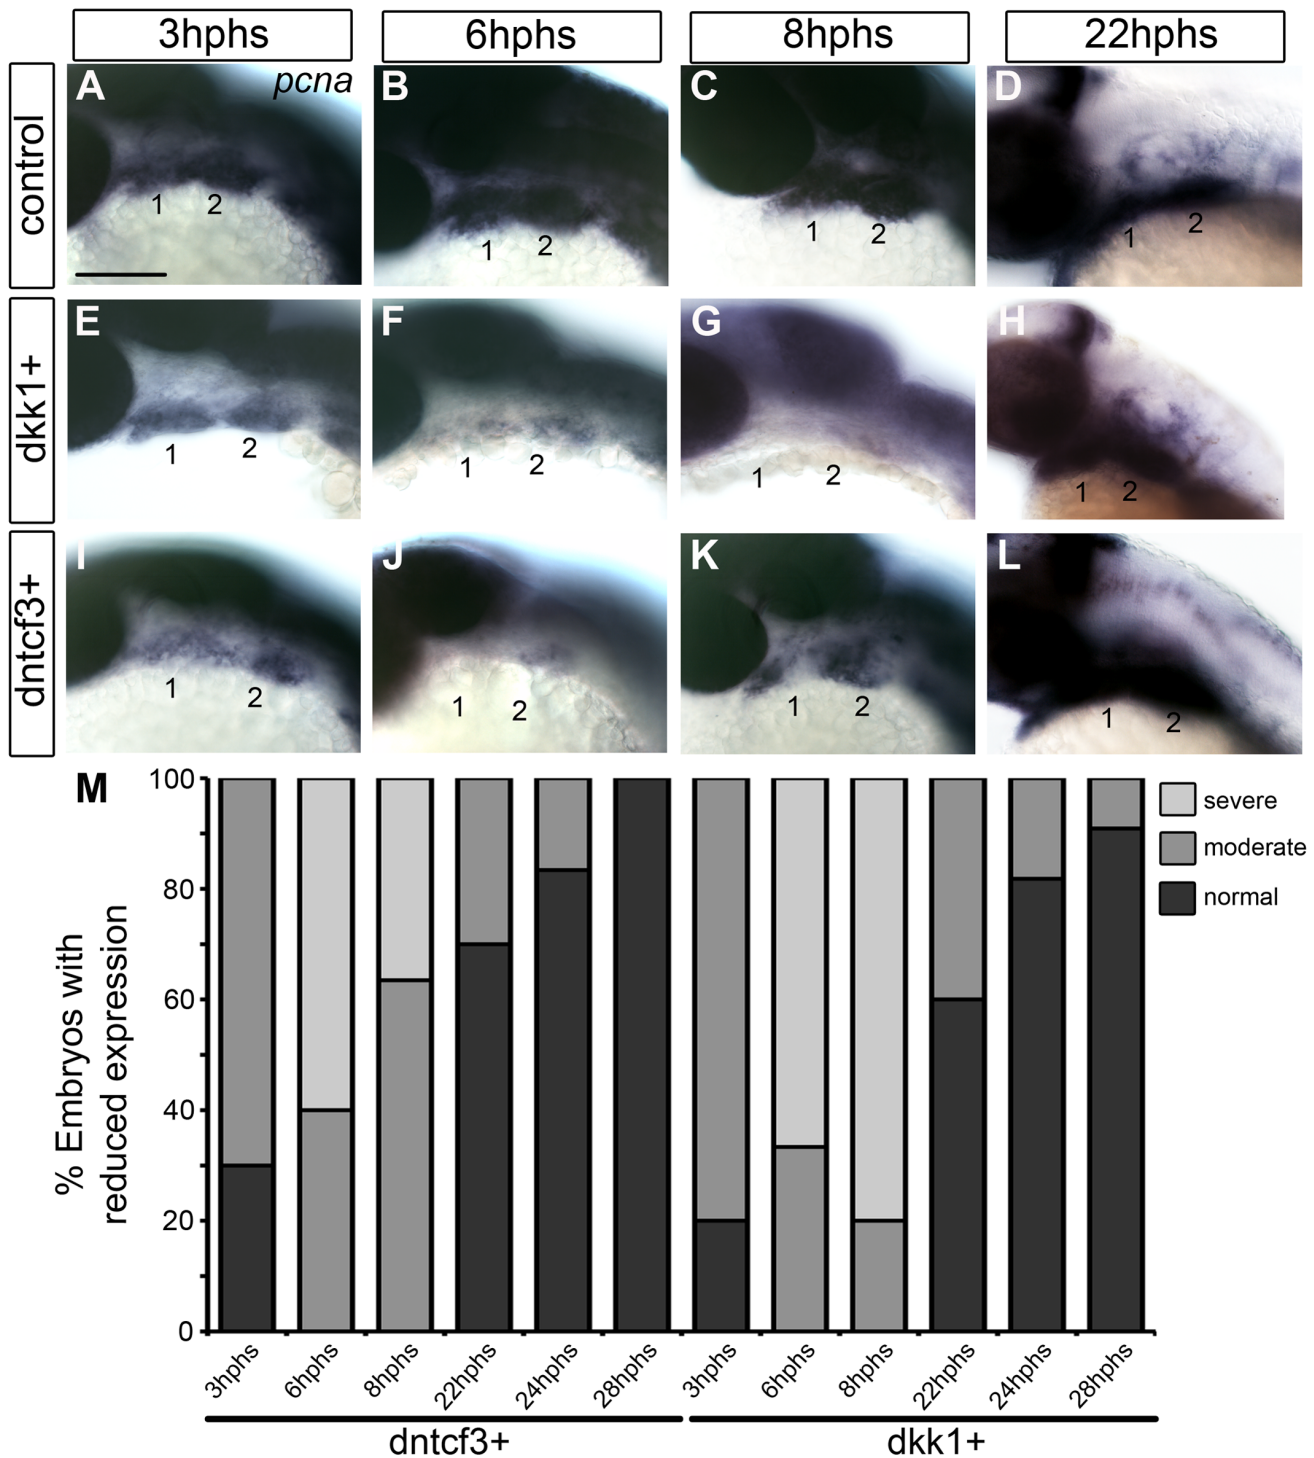 3hphs 6hphs 8hphs 22hphs
control
A pcna B C D
1 2 1 2 1 2 1 2
dkk1+
E F G H
1 2 1 2 1 2 1 2
dntcf3+
I J K L
1 2 1 2 1 2 1 2
M
% Embryos with
reduced expression
100
80
60
40
20
0
severe
moderate
normal
3hphs 6hphs 8hphs 22hphs 24hphs 28hphs 3hphs 6hphs 8hphs 22hphs 24hphs 28hphs
dntcf3+ dkk1+